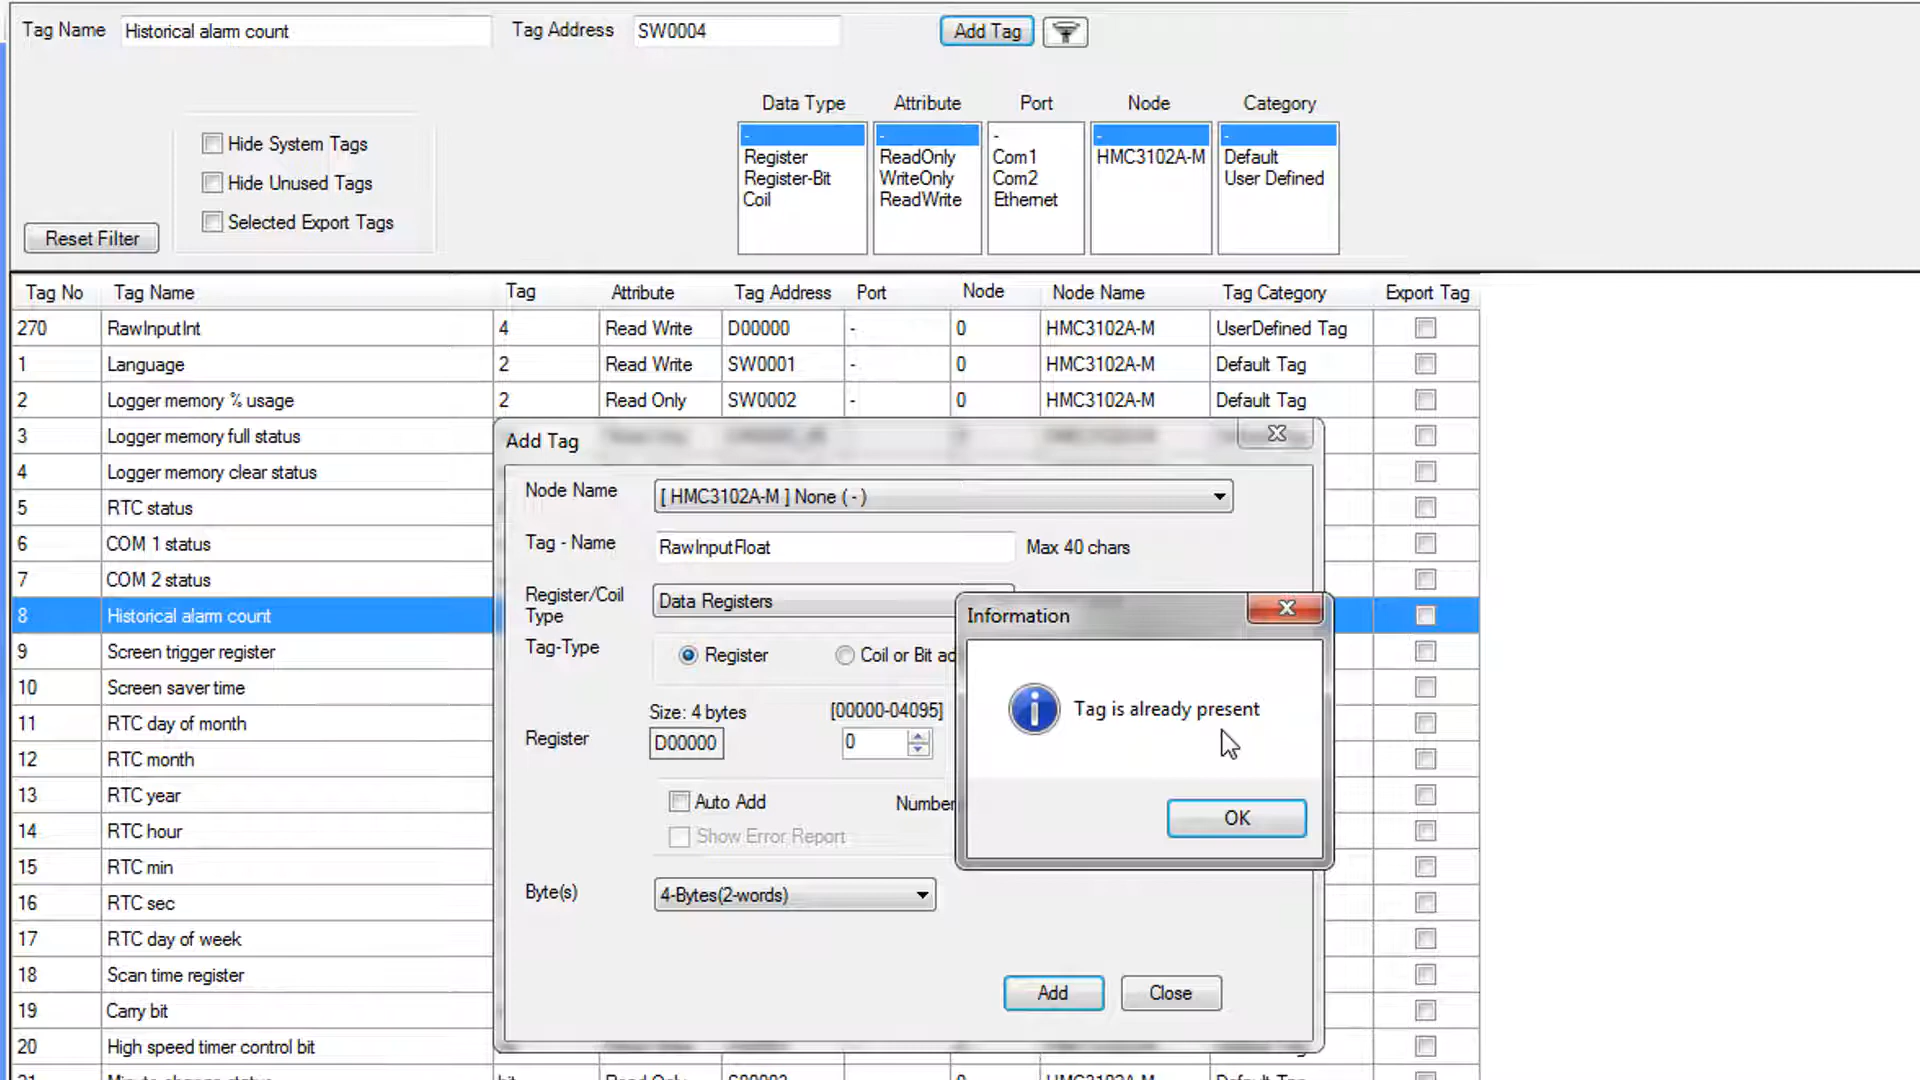 Tag Name Historical alarm count Tag Address SW0004 Add Tag
Data Type Attribute Port Node Category
- - - - -
Hide System Tags
Register ReadOnly Com1 HMC3102A-M Default
Hide Unused Tags Register-Bit WriteOnly Com2 User Defined
Coil ReadWrite Ethernet
Selected Export Tags
Reset Filter
Tag No Tag Name Tag Attribute Tag Address Port Node Node Name Tag Category Export Tag
270 RawInputInt 4 Read Write D00000 - 0 HMC3102A-M UserDefined Tag
1 Language 2 Read Write SW0001 - 0 HMC3102A-M Default Tag
2 Logger memory % usage 2 Read Only SW0002 - 0 HMC3102A-M Default Tag
3 Logger memory full status
4 Logger memory clear status
5 RTC status
6 COM 1 status
7 COM 2 status
8 Historical alarm count
9 Screen trigger register
10 Screen saver time
11 RTC day of month
12 RTC month
13 RTC year
14 RTC hour
15 RTC min
16 RTC sec
17 RTC day of week
18 Scan time register
19 Carry bit
20 High speed timer control bit
Add Tag
Node Name [ HMC3102A-M ] None ( - )
Tag - Name RawInputFloat Max 40 chars
Register/Coil Type Data Registers
Tag-Type Register Coil or Bit ad
Size: 4 bytes [00000-04095]
Register D00000 0
Auto Add Number
Show Error Report
Byte(s) 4-Bytes(2-words)
Add Close
Information
Tag is already present
OK